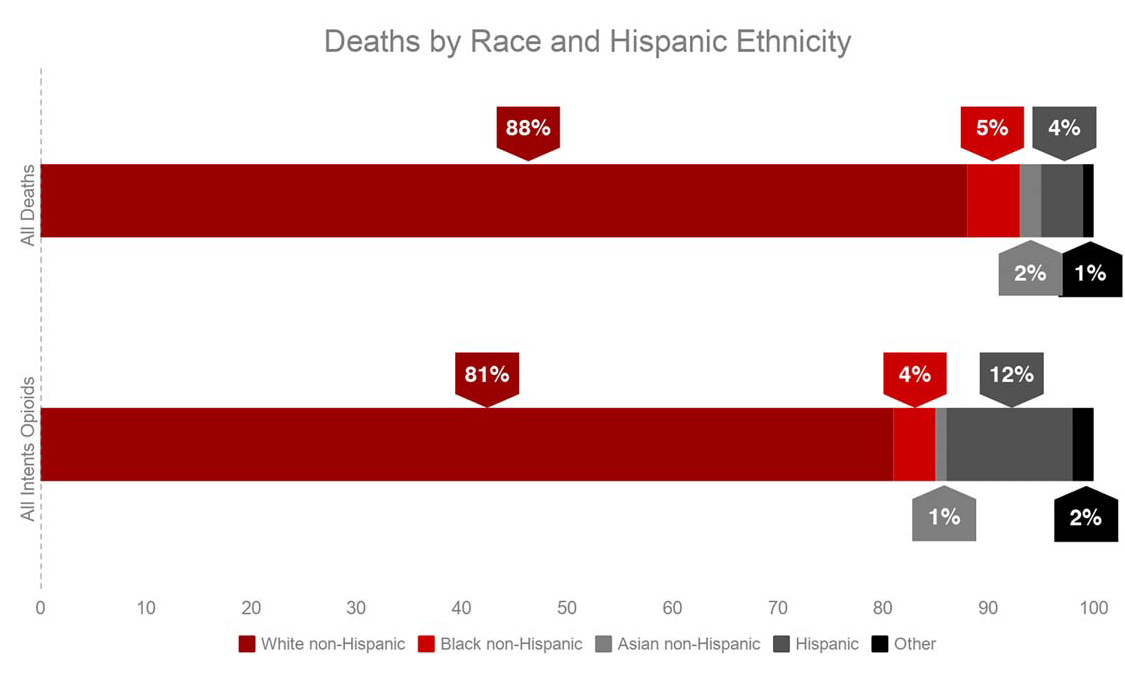 Deaths by Race and Hispanic Ethnicity
All Deaths
88%
5%
4%
2%
1%
All Intents Opioids
81%
4%
12%
1%
2%
0 10 20 30 40 50 60 70 80 90 100
White non-Hispanic Black non-Hispanic Asian non-Hispanic Hispanic Other